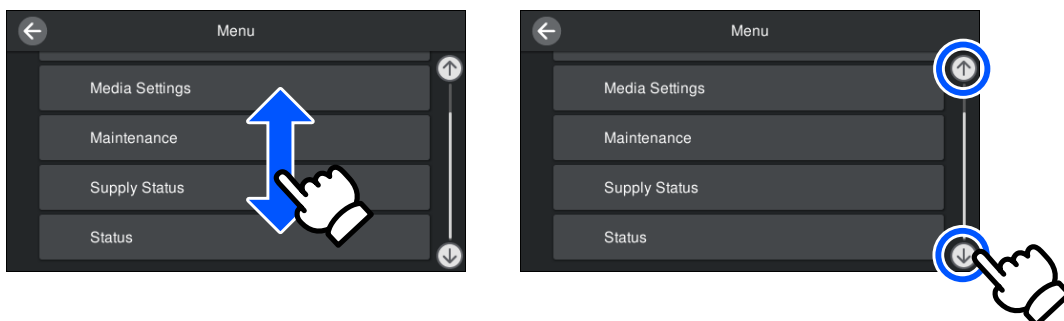 Menu
Media Settings
Maintenance
Supply Status
Status
Menu
Media Settings
Maintenance
Supply Status
Status